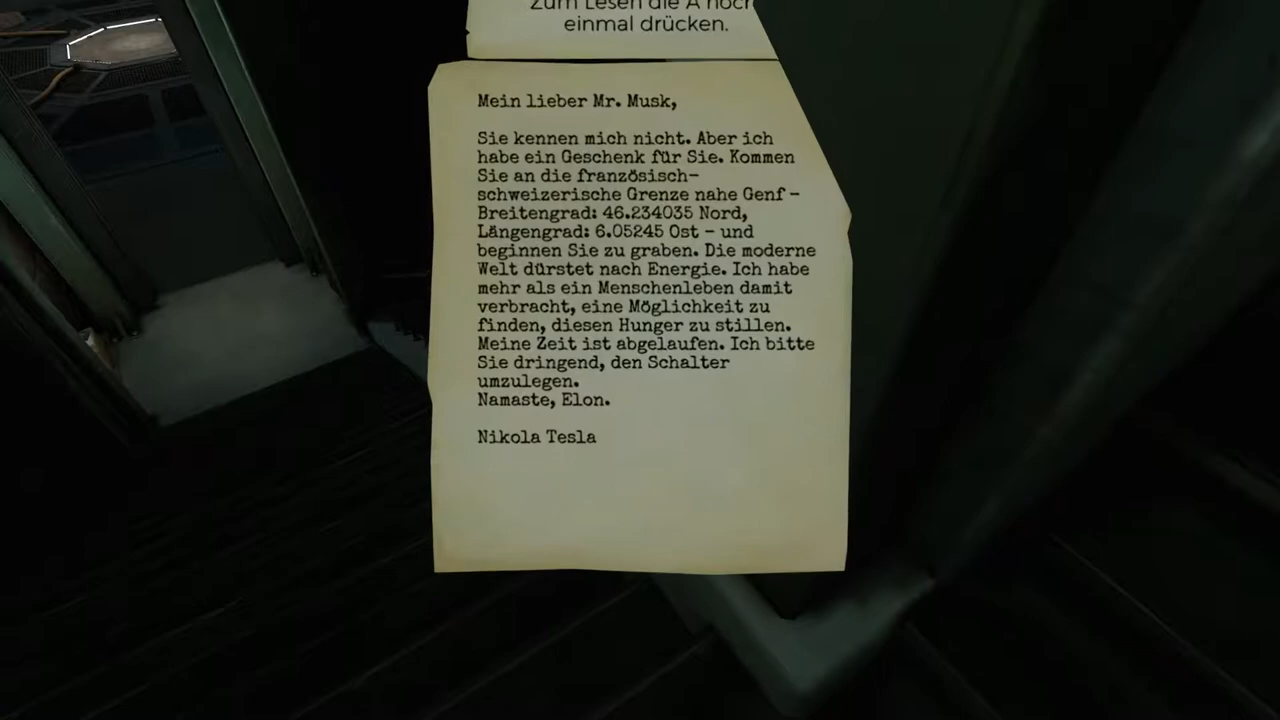 Zum Lesen die A noch
einmal drücken.
Mein lieber Mr. Musk,
Sie kennen mich nicht. Aber ich
habe ein Geschenk für Sie. Kommen
Sie an die französisch-
schweizerische Grenze nahe Genf -
Breitengrad: 46.234035 Nord,
Längengrad: 6.05245 Ost - und
beginnen Sie zu graben. Die moderne
Welt dürstet nach Energie. Ich habe
mehr als ein Menschenleben damit
verbracht, eine Möglichkeit zu
finden, diesen Hunger zu stillen.
Meine Zeit ist abgelaufen. Ich bitte
Sie dringend, den Schalter
umzulegen.
Namaste, Elon.
Nikola Tesla